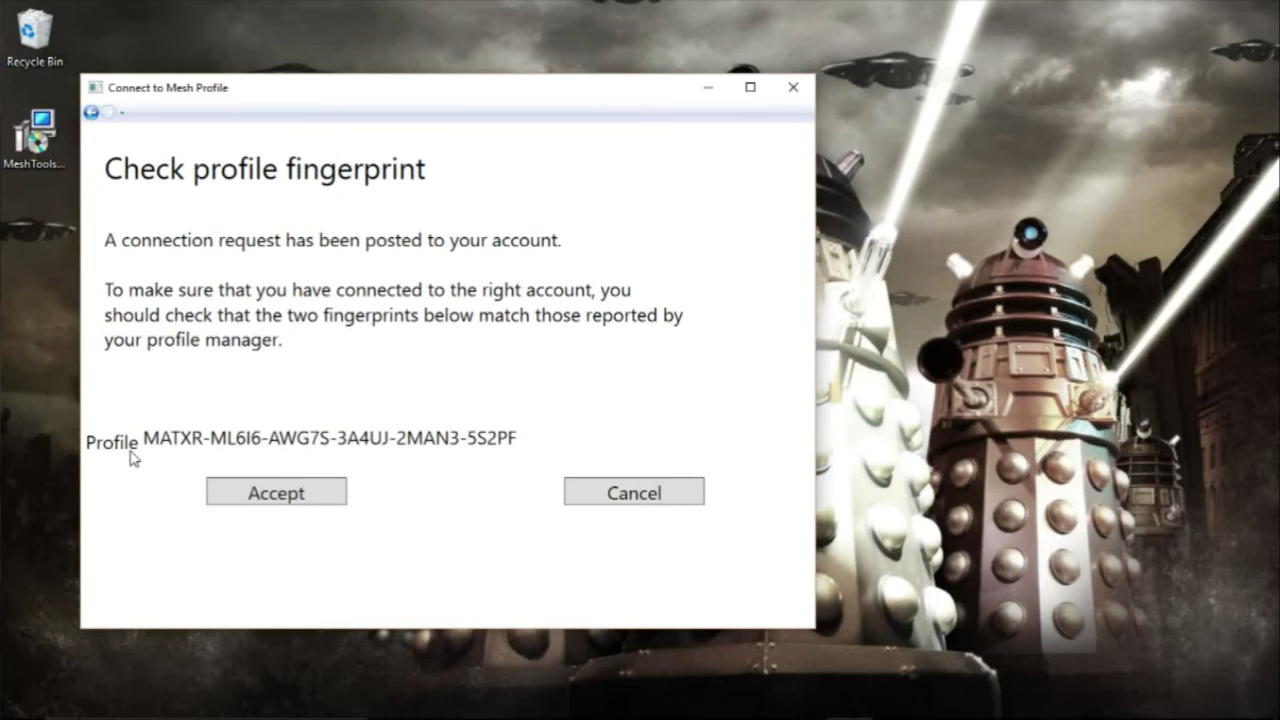 Recycle Bin
MeshTools...
Connect to Mesh Profile
Check profile fingerprint
A connection request has been posted to your account.
To make sure that you have connected to the right account, you
should check that the two fingerprints below match those reported by
your profile manager.
Profile MATXR-ML6I6-AWG7S-3A4UJ-2MAN3-5S2PF
Accept
Cancel